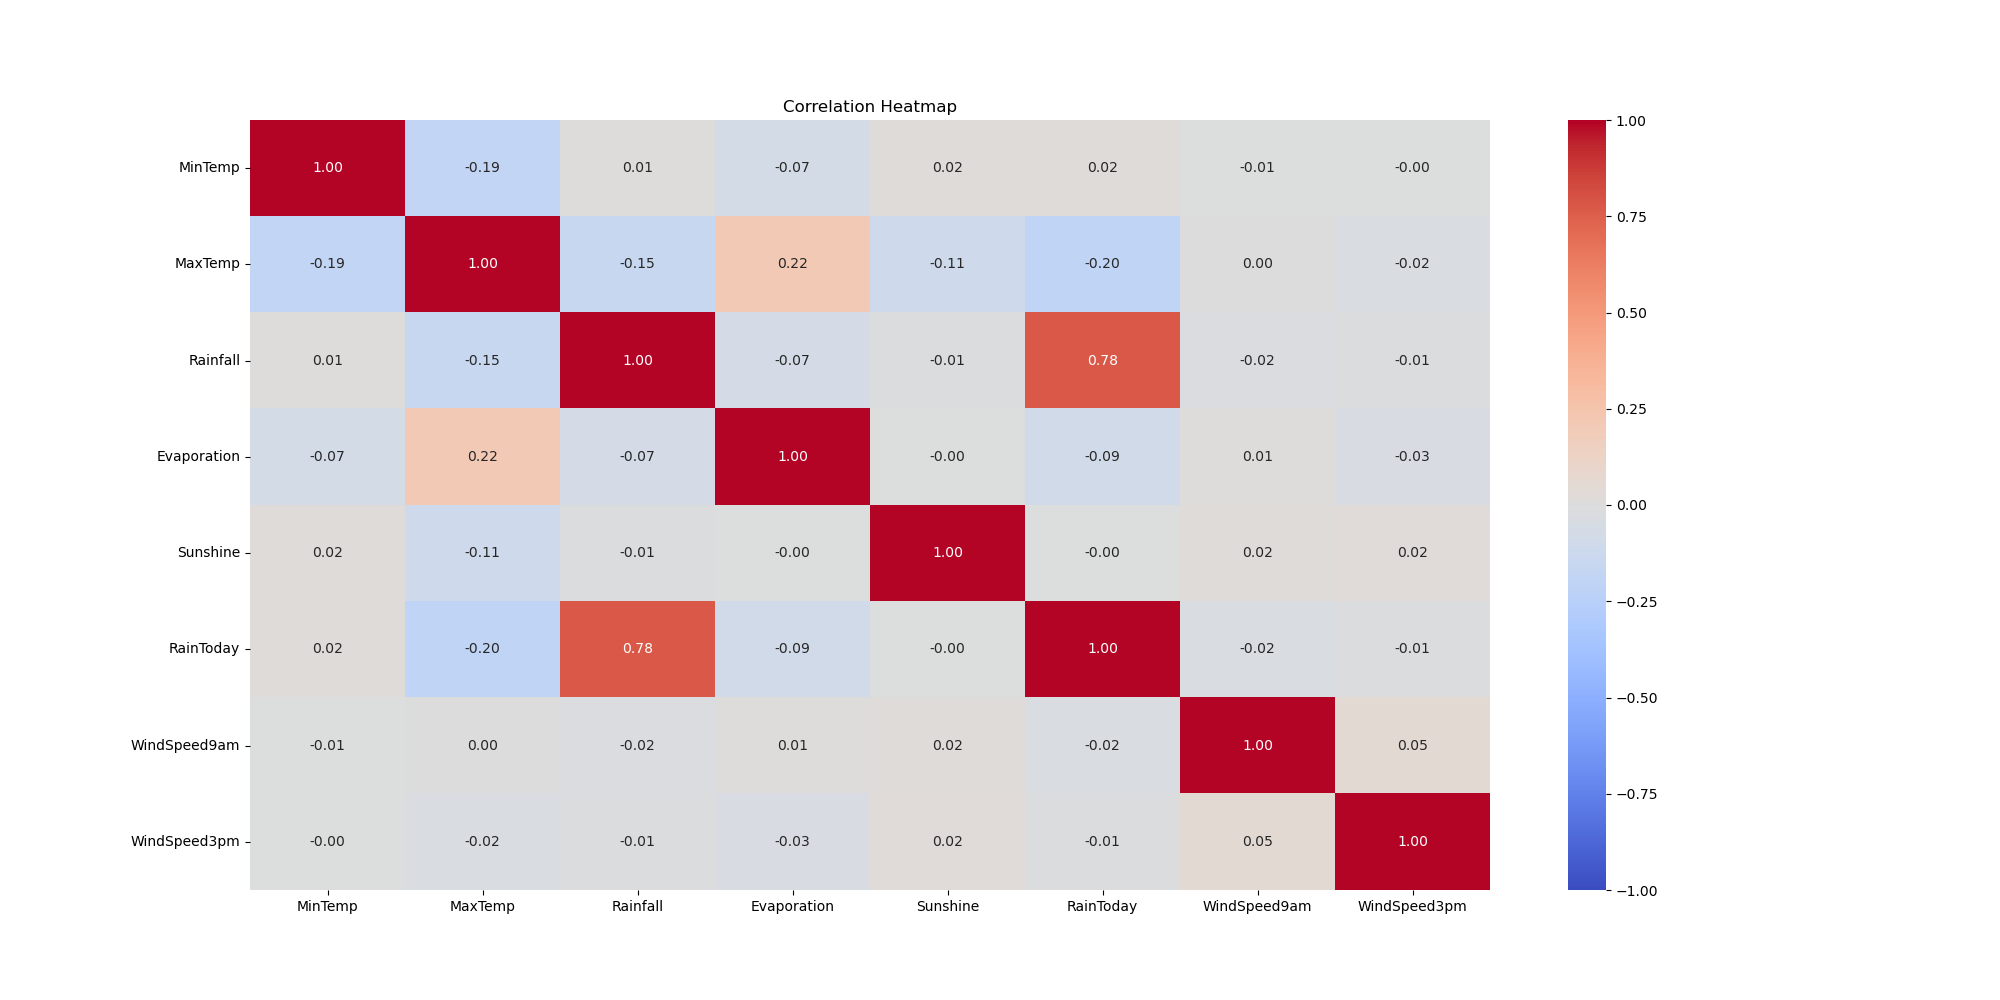 Correlation Heatmap
MinTemp 1.00 -0.19 0.01 -0.07 0.02 0.02 -0.01 -0.00
MaxTemp -0.19 1.00 -0.15 0.22 -0.11 -0.20 0.00 -0.02
Rainfall 0.01 -0.15 1.00 -0.07 -0.01 0.78 -0.02 -0.01
Evaporation -0.07 0.22 -0.07 1.00 -0.00 -0.09 0.01 -0.03
Sunshine 0.02 -0.11 -0.01 -0.00 1.00 -0.00 0.02 0.02
RainToday 0.02 -0.20 0.78 -0.09 -0.00 1.00 -0.02 -0.01
WindSpeed9am -0.01 0.00 -0.02 0.01 0.02 -0.02 1.00 0.05
WindSpeed3pm -0.00 -0.02 -0.01 -0.03 0.02 -0.01 0.05 1.00
MinTemp MaxTemp Rainfall Evaporation Sunshine RainToday WindSpeed9am WindSpeed3pm
1.00
0.75
0.50
0.25
0.00
−0.25
−0.50
−0.75
−1.00